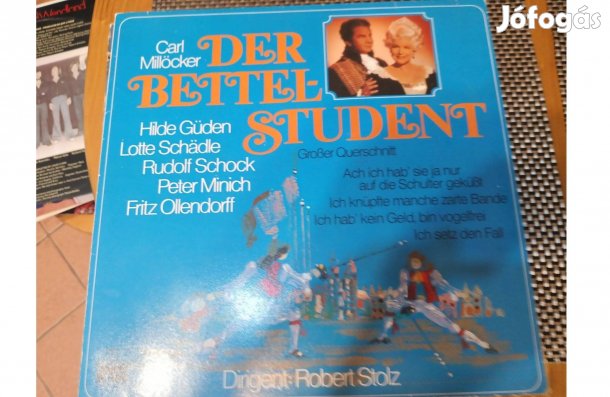 Jófogás
Carl
Millöcker
DER
BETTEL-
STUDENT
Hilde Güden
Lotte Schädle
Rudolf Schock
Peter Minich
Fritz Ollendorff
Großer Querschnitt
Ach ich hab' sie ja nur
auf die Schulter geküßt
Ich knüpfte manche zarte Bande
Ich hab' kein Geld, bin vogelfrei
Ich setz den Fall
Dirigent: Robert Stolz